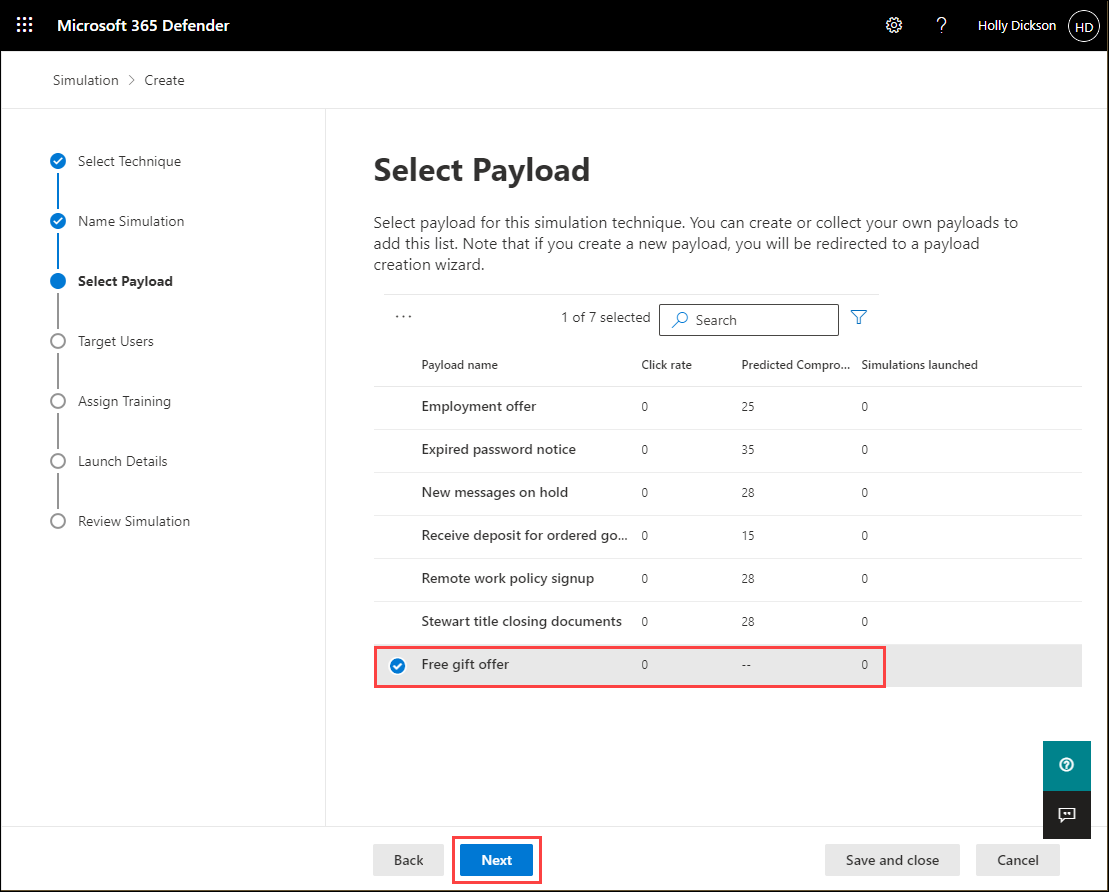 Microsoft 365 Defender
? Holly Dickson HD
Simulation > Create
Select Technique
Name Simulation
Select Payload
Target Users
Assign Training
Launch Details
Review Simulation
Select Payload
Select payload for this simulation technique. You can create or collect your own payloads to
add this list. Note that if you create a new payload, you will be redirected to a payload
creation wizard.
... 1 of 7 selected Search
Payload name Click rate Predicted Compro... Simulations launched
Employment offer 0 25 0
Expired password notice 0 35 0
New messages on hold 0 28 0
Receive deposit for ordered go... 0 15 0
Remote work policy signup 0 28 0
Stewart title closing documents 0 28 0
Free gift offer 0 -- 0
Back Next Save and close Cancel